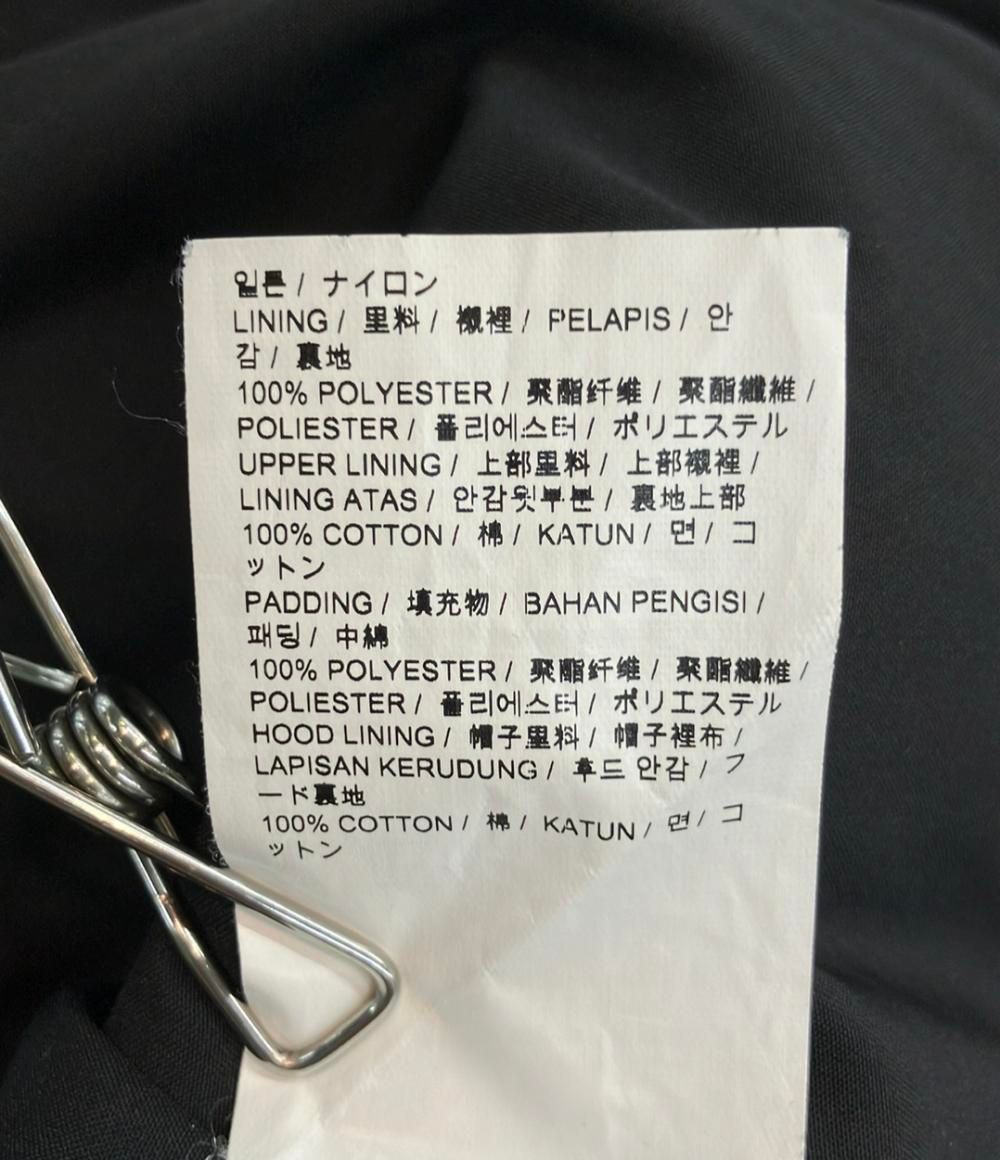 일론 / ナイロン
LINING / 里料 / 襯裡 / PELAPIS / 안
감 / 裏地
100% POLYESTER / 聚酯纤维 / 聚酯纖維 /
POLIESTER / 폴리에스터 / ポリエステル
UPPER LINING / 上部里料 / 上部襯裡 /
LINING ATAS / 안감윗부분 / 裏地上部
100% COTTON / 棉 / KATUN / 면 / コ
ットン
PADDING / 填充物 / BAHAN PENGISI /
패딩 / 中綿
100% POLYESTER / 聚酯纤维 / 聚酯纖維 /
POLIESTER / 폴리에스터 / ポリエステル
HOOD LINING / 帽子里料 / 帽子裡布 /
LAPISAN KERUDUNG / 후드 안감 / フ
ード裏地
100% COTTON / 棉 / KATUN / 면 / コ
ットン